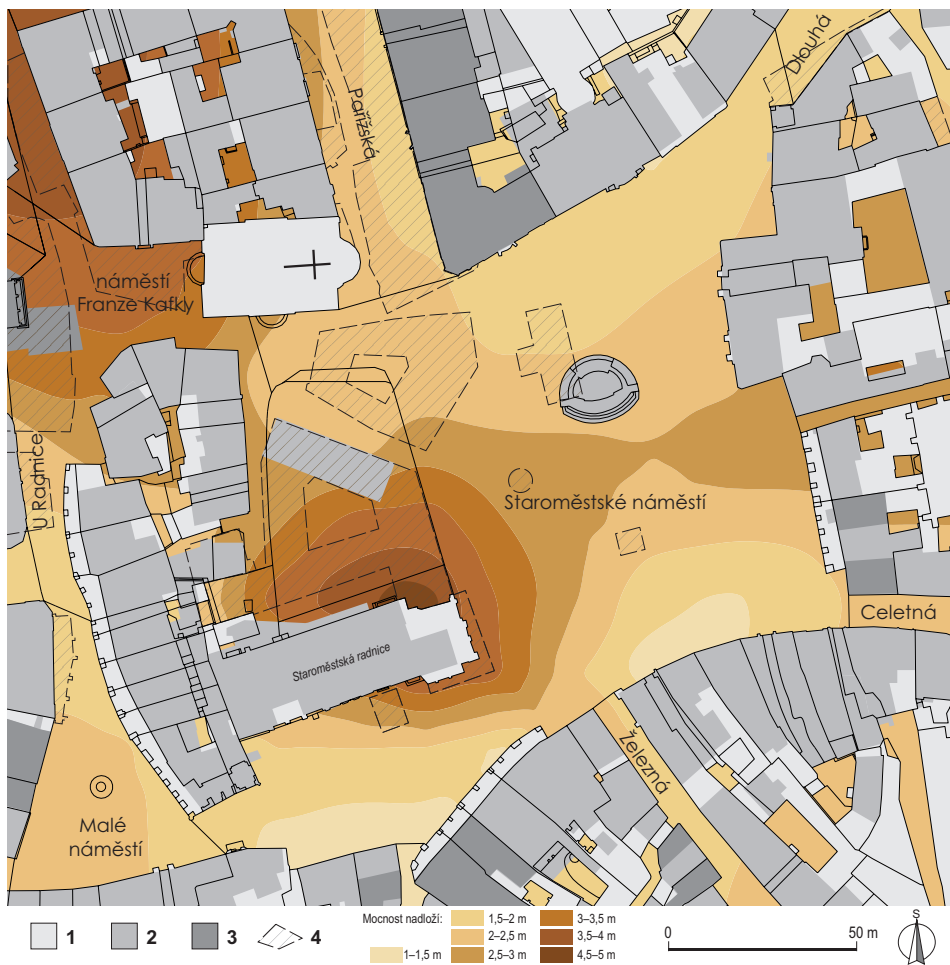 Dlouhá
Pařížská
náměstí
Franze Kafky
U Radnice
Staroměstské náměstí
Celetná
Staroměstská radnice
Železná
Malé
náměstí
1 2 3 4
Mocnost nadloží:
1–1,5 m
1,5–2 m
2–2,5 m
2,5–3 m
3–3,5 m
3,5–4 m
4,5–5 m
0 50 m
S